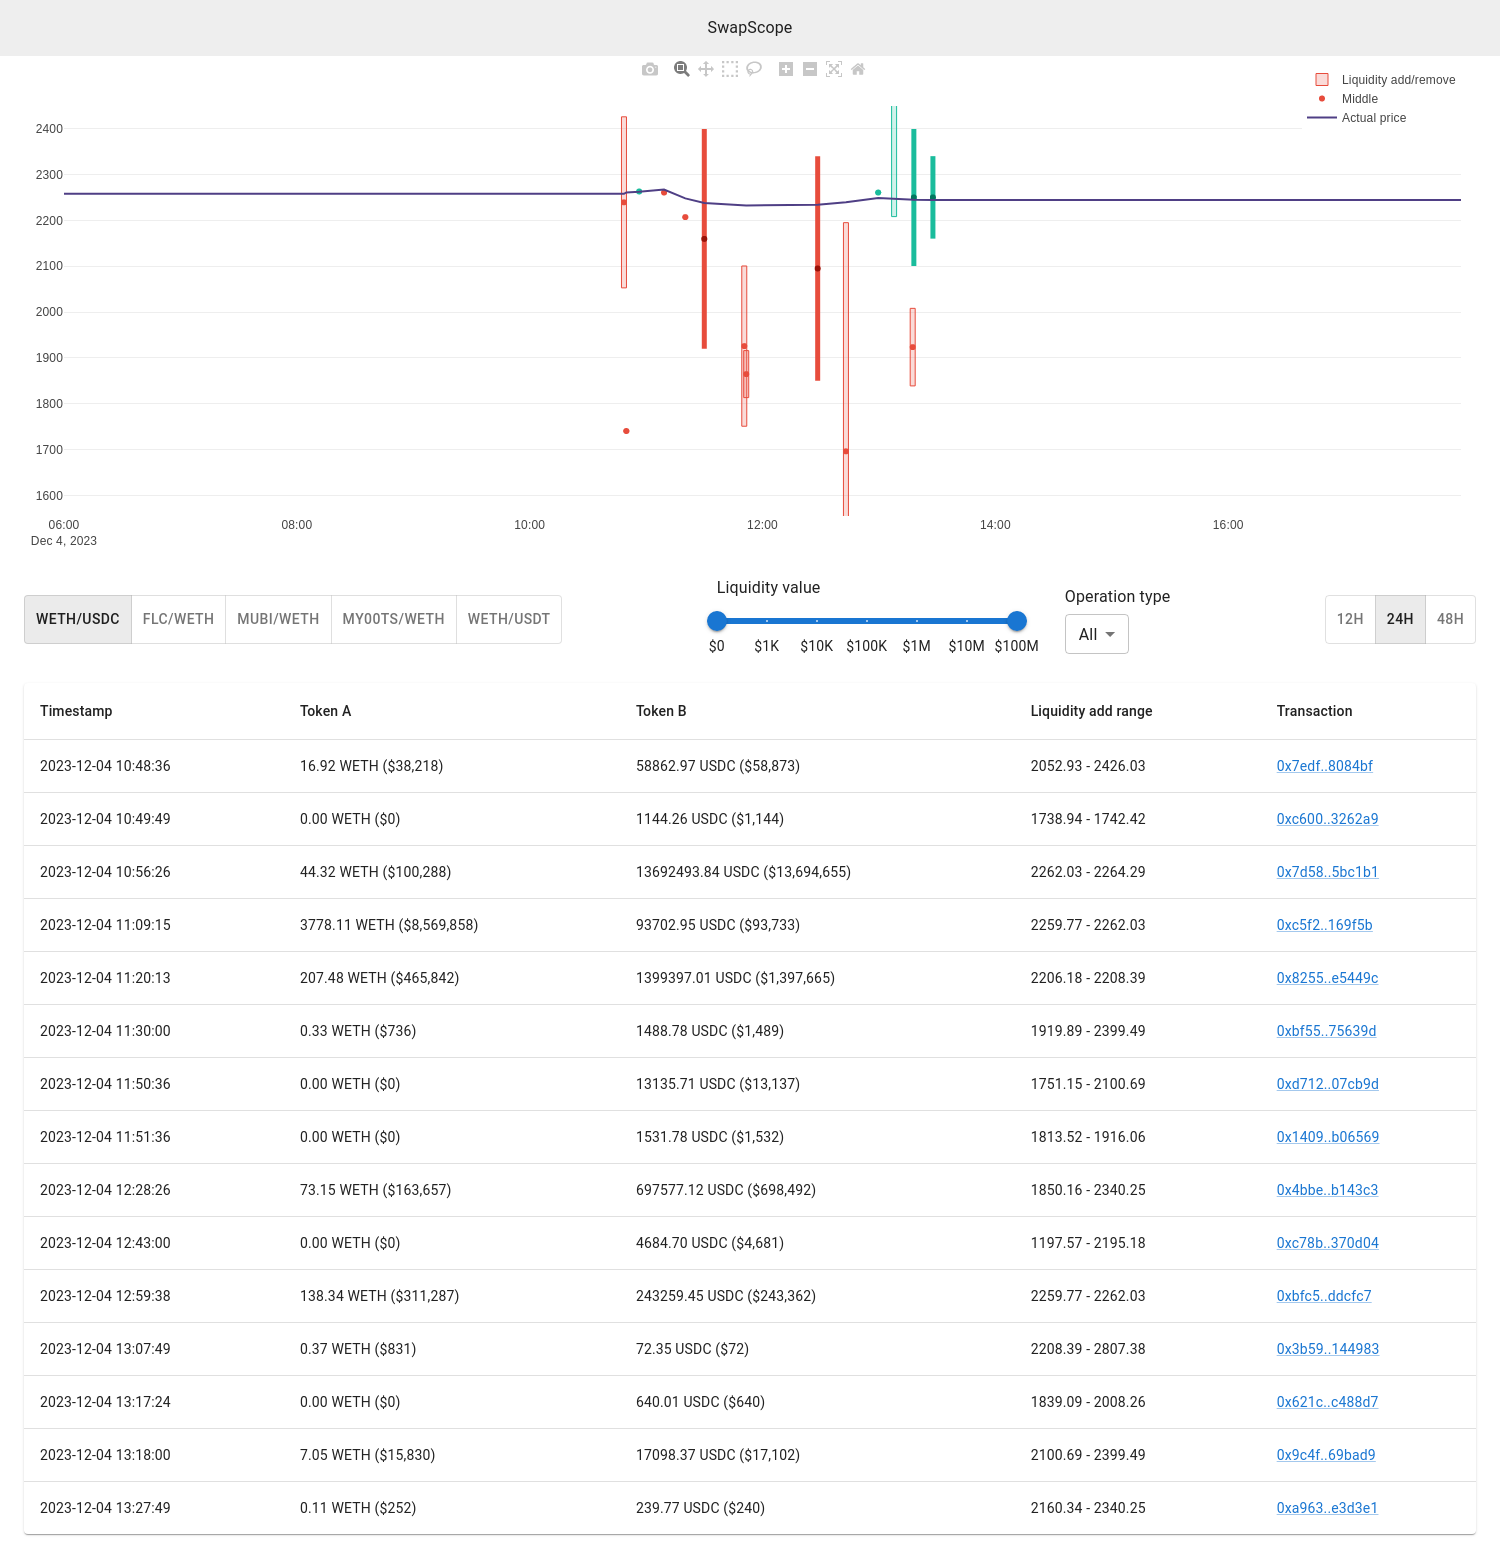 SwapScope
Liquidity add/remove
Middle
Actual price
2400
2300
2200
2100
2000
1900
1800
1700
1600
06:00 08:00 10:00 12:00 14:00 16:00
Dec 4, 2023
WETH/USDC FLC/WETH MUBI/WETH MY00TS/WETH WETH/USDT
Liquidity value
$0 $1K $10K $100K $1M $10M $100M
Operation type
All
12H 24H 48H
Timestamp Token A Token B Liquidity add range Transaction
2023-12-04 10:48:36 16.92 WETH ($38,218) 58862.97 USDC ($58,873) 2052.93 - 2426.03 0x7edf..8084bf
2023-12-04 10:49:49 0.00 WETH ($0) 1144.26 USDC ($1,144) 1738.94 - 1742.42 0xc600..3262a9
2023-12-04 10:56:26 44.32 WETH ($100,288) 13692493.84 USDC ($13,694,655) 2262.03 - 2264.29 0x7d58..5bc1b1
2023-12-04 11:09:15 3778.11 WETH ($8,569,858) 93702.95 USDC ($93,733) 2259.77 - 2262.03 0xc5f2..169f5b
2023-12-04 11:20:13 207.48 WETH ($465,842) 1399397.01 USDC ($1,397,665) 2206.18 - 2208.39 0x8255..e5449c
2023-12-04 11:30:00 0.33 WETH ($736) 1488.78 USDC ($1,489) 1919.89 - 2399.49 0xbf55..75639d
2023-12-04 11:50:36 0.00 WETH ($0) 13135.71 USDC ($13,137) 1751.15 - 2100.69 0xd712..07cb9d
2023-12-04 11:51:36 0.00 WETH ($0) 1531.78 USDC ($1,532) 1813.52 - 1916.06 0x1409..b06569
2023-12-04 12:28:26 73.15 WETH ($163,657) 697577.12 USDC ($698,492) 1850.16 - 2340.25 0x4bbe..b143c3
2023-12-04 12:43:00 0.00 WETH ($0) 4684.70 USDC ($4,681) 1197.57 - 2195.18 0xc78b..370d04
2023-12-04 12:59:38 138.34 WETH ($311,287) 243259.45 USDC ($243,362) 2259.77 - 2262.03 0xbfc5..ddcfc7
2023-12-04 13:07:49 0.37 WETH ($831) 72.35 USDC ($72) 2208.39 - 2807.38 0x3b59..144983
2023-12-04 13:17:24 0.00 WETH ($0) 640.01 USDC ($640) 1839.09 - 2008.26 0x621c..c488d7
2023-12-04 13:18:00 7.05 WETH ($15,830) 17098.37 USDC ($17,102) 2100.69 - 2399.49 0x9c4f..69bad9
2023-12-04 13:27:49 0.11 WETH ($252) 239.77 USDC ($240) 2160.34 - 2340.25 0xa963..e3d3e1